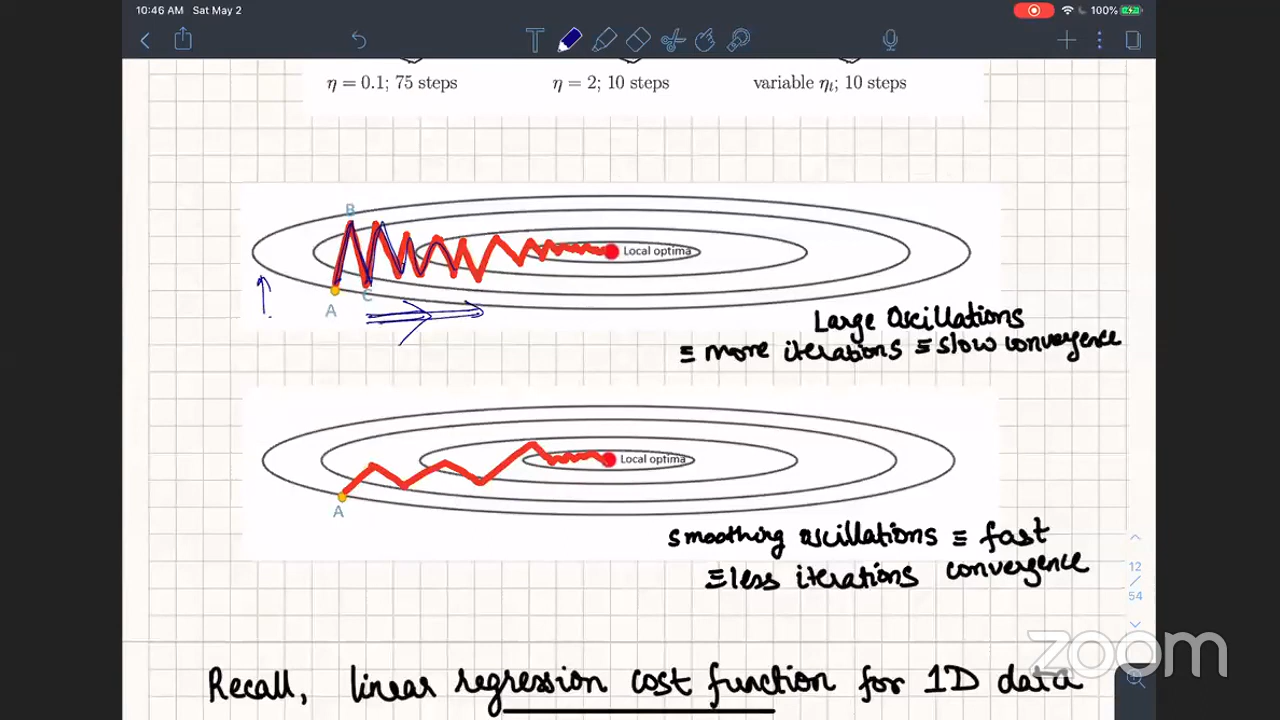 10:46 AM Sat May 2
100%
η = 0.1; 75 steps
η = 2; 10 steps
variable ηt; 10 steps
B
Local optima
A
C
Large Oscillations
≡ more iterations ≡ slow convergence
Local optima
A
smoothing oscillations ≡ fast
≡ less iterations convergence
12
/
54
zoom
Recall, linear regression cost function for 1D data